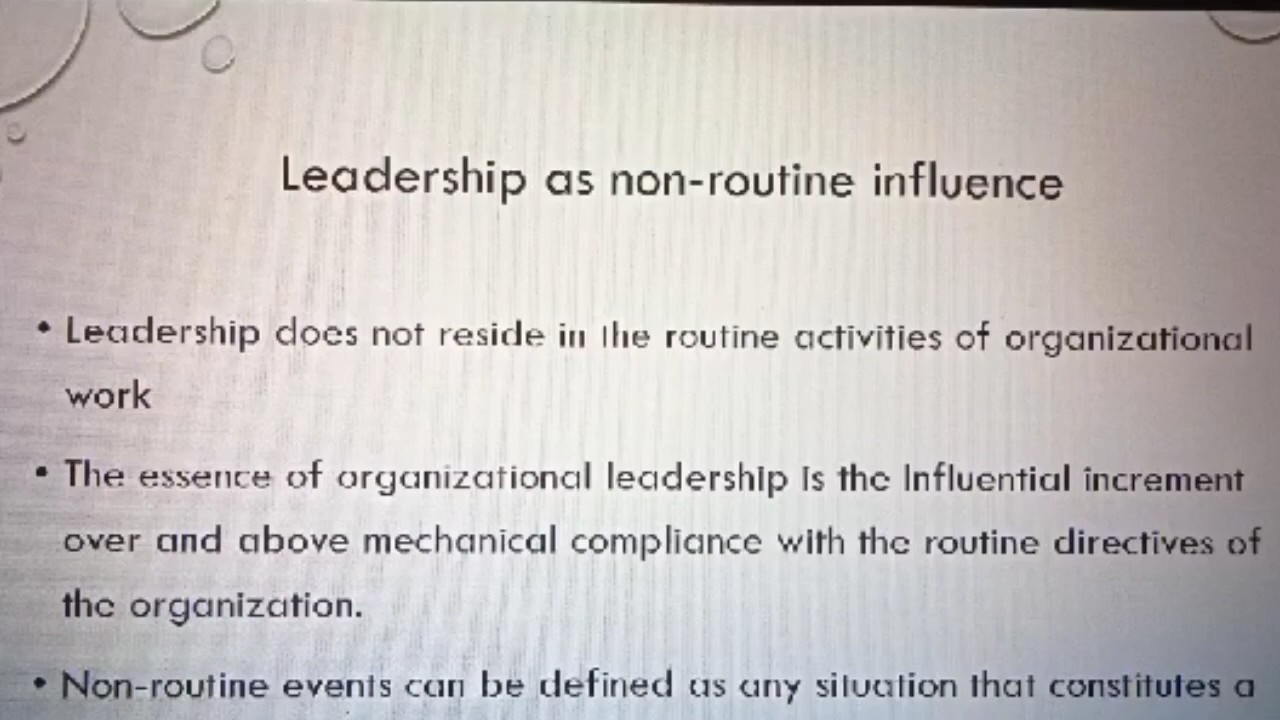 Leadership as non-routine influence
• Leadership does not reside in the routine activities of organizational
work
• The essence of organizational leadership is the Influential increment
over and above mechanical compliance with the routine directives of
the organization.
• Non-routine events can be defined as any situation that constitutes a